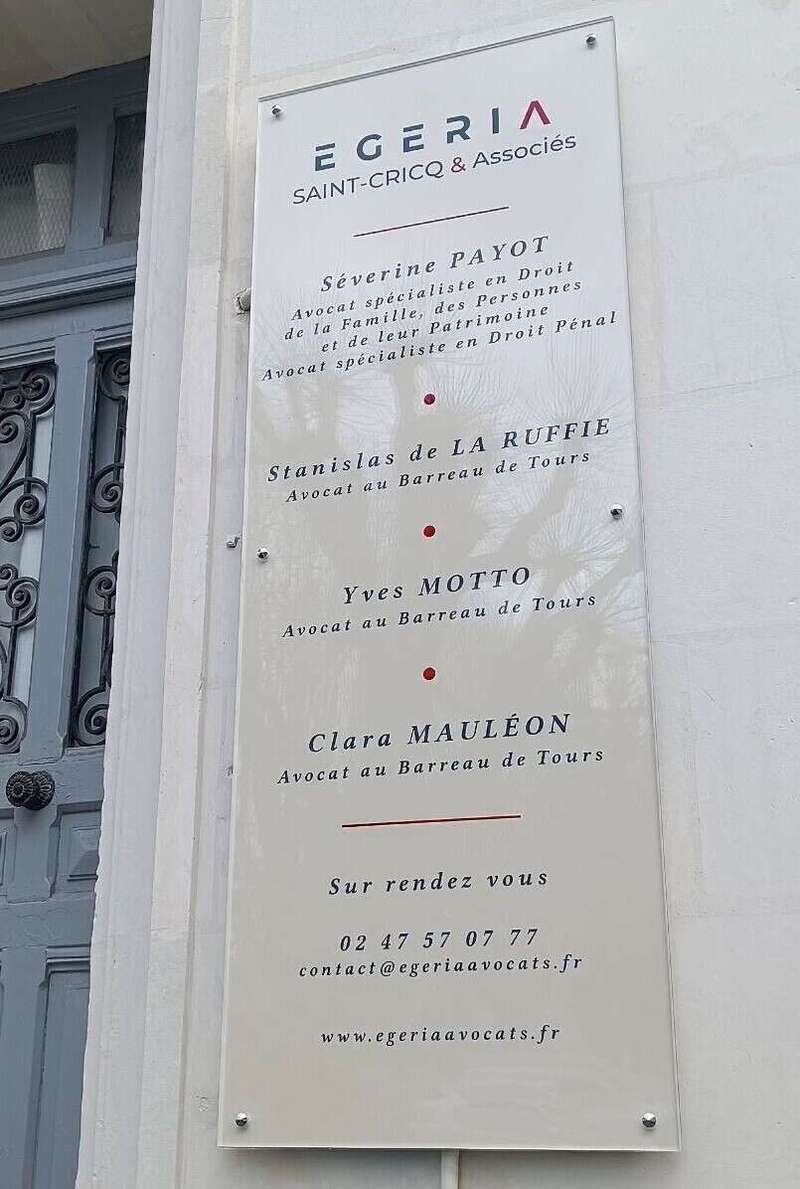 EGERIA
SAINT-CRICQ & Associés
Séverine PAYOT
Avocat spécialiste en Droit
de la Famille, des Personnes
et de leur Patrimoine
Avocat spécialiste en Droit Pénal
Stanislas de LA RUFFIE
Avocat au Barreau de Tours
Yves MOTTO
Avocat au Barreau de Tours
Clara MAULÉON
Avocat au Barreau de Tours
Sur rendez vous
02 47 57 07 77
contact@egeriaavocats.fr
www.egeriaavocats.fr